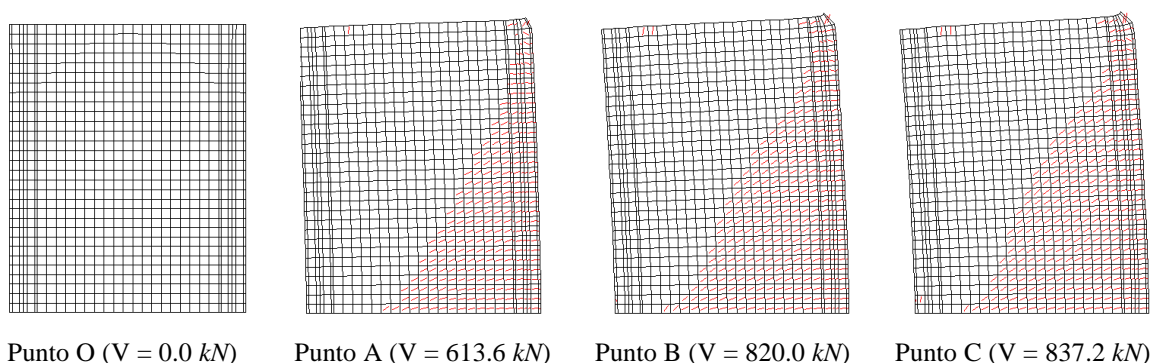 Punto O (V = 0.0 kN)
Punto A (V = 613.6 kN)
Punto B (V = 820.0 kN)
Punto C (V = 837.2 kN)